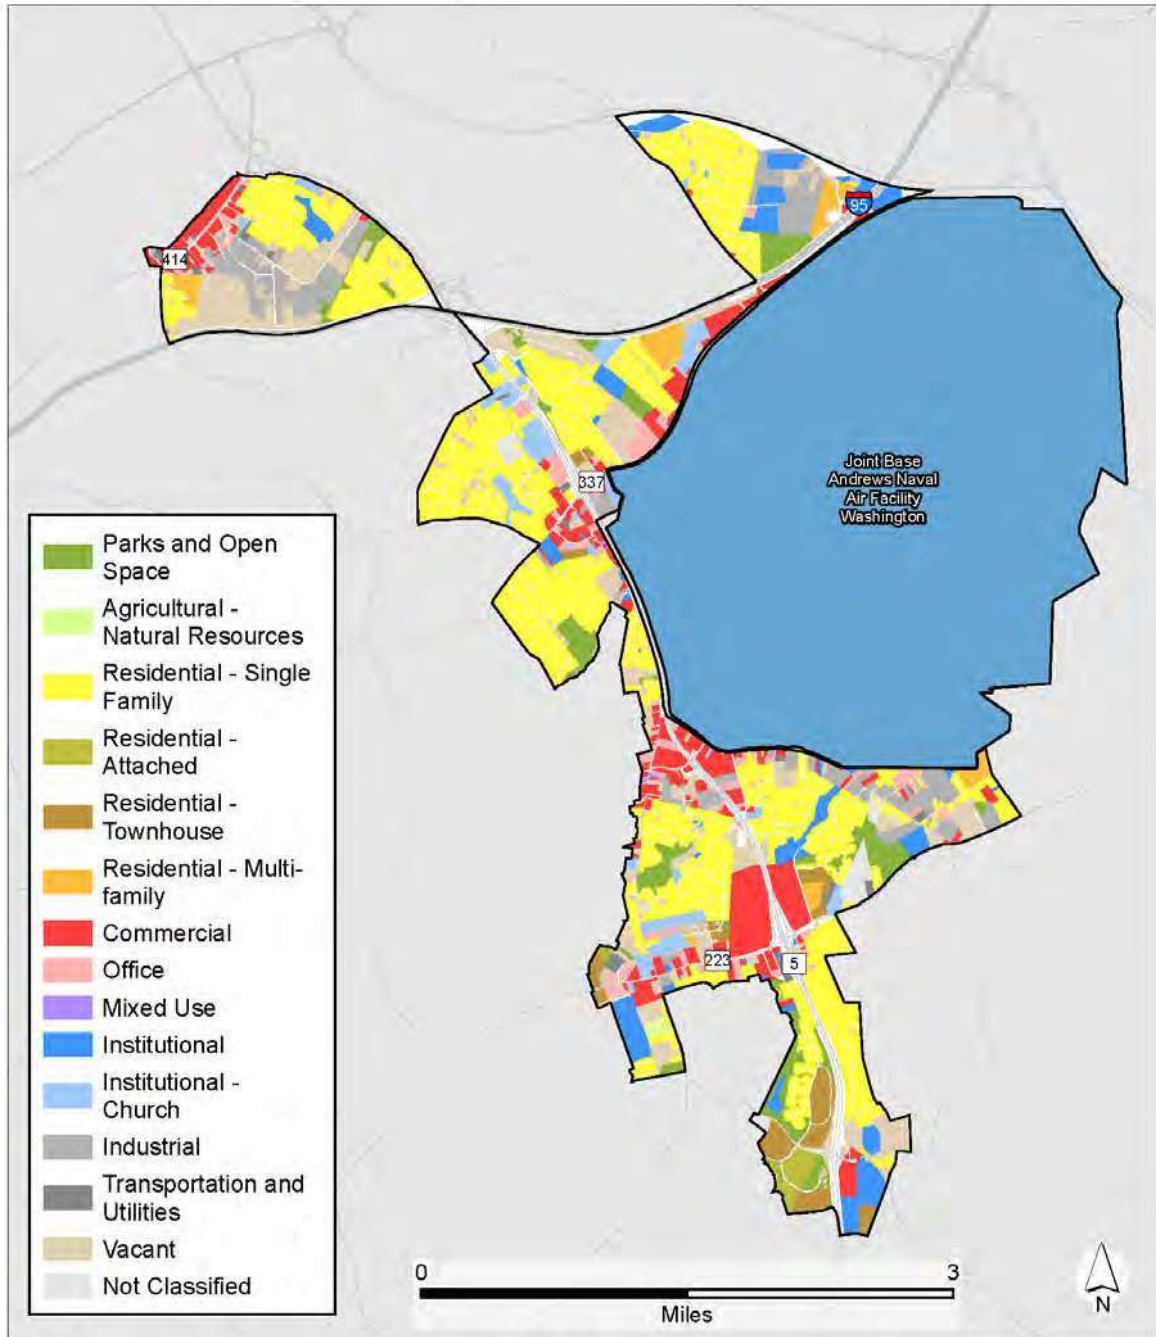 95
414
Joint Base
Andrews Naval
Air Facility
Washington
337
Parks and Open
Space
Agricultural -
Natural Resources
Residential - Single
Family
Residential -
Attached
Residential -
Townhouse
Residential - Multi-
family
Commercial
Office
Mixed Use
Institutional
Institutional -
Church
Industrial
Transportation and
Utilities
Vacant
Not Classified
223
5
0
3
Miles
N